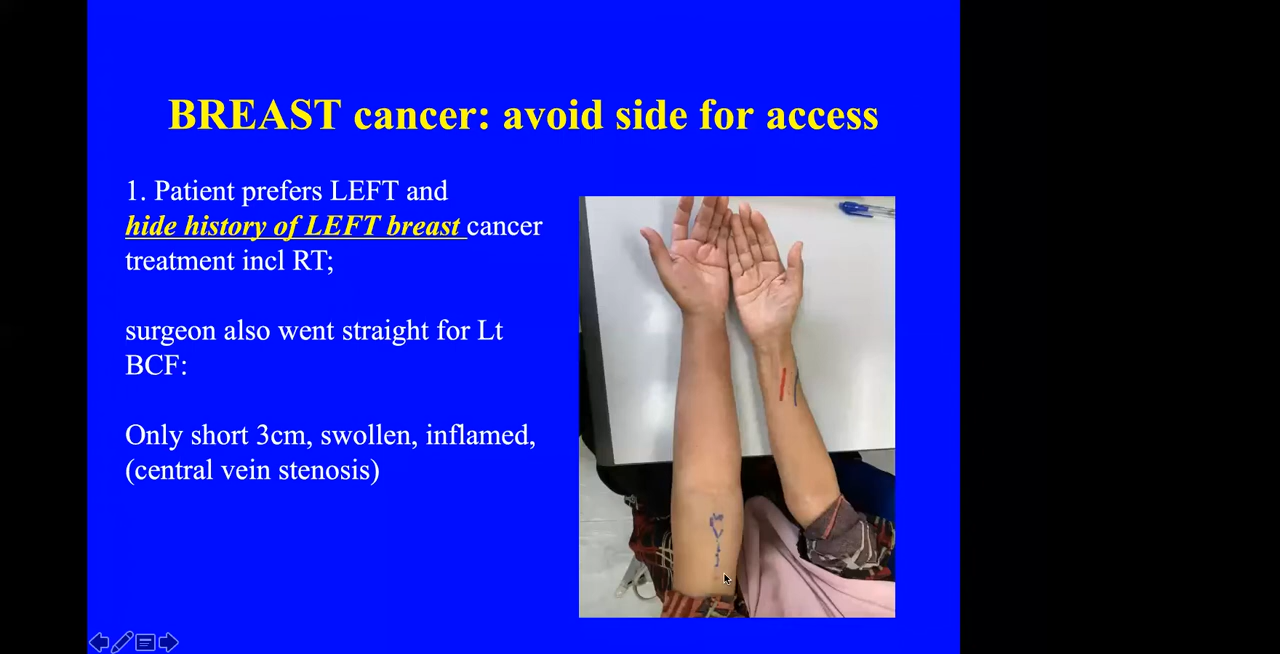 BREAST cancer: avoid side for access
1. Patient prefers LEFT and
hide history of LEFT breast cancer
treatment incl RT;
surgeon also went straight for Lt
BCF:
Only short 3cm, swollen, inflamed,
(central vein stenosis)